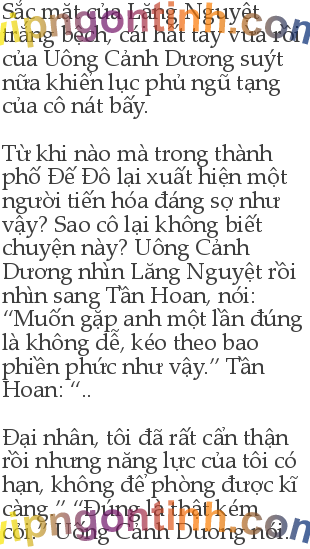 Sắc mặt của Lăng Nguyệt
trắng bệch, cái hất tay vừa rồi
của Uông Cảnh Dương suýt
nữa khiến lục phủ ngũ tạng
của cô nát bấy.

Từ khi nào mà trong thành
phố Đế Đô lại xuất hiện một
người tiến hóa đáng sợ như
vậy? Sao cô lại không biết
chuyện này? Uông Cảnh
Dương nhìn Lăng Nguyệt rồi
nhìn sang Tần Hoan, nói:
“Muốn gặp anh một lần đúng
là không dễ, kéo theo bao
phiền phức như vậy.” Tần
Hoan: “..

Đại nhân, tôi đã rất cẩn thận
rồi nhưng năng lực của tôi có
hạn, không để phòng được kĩ
càng.” “Đúng là thật kém
cỏi.” Uông Cảnh Dương nói.